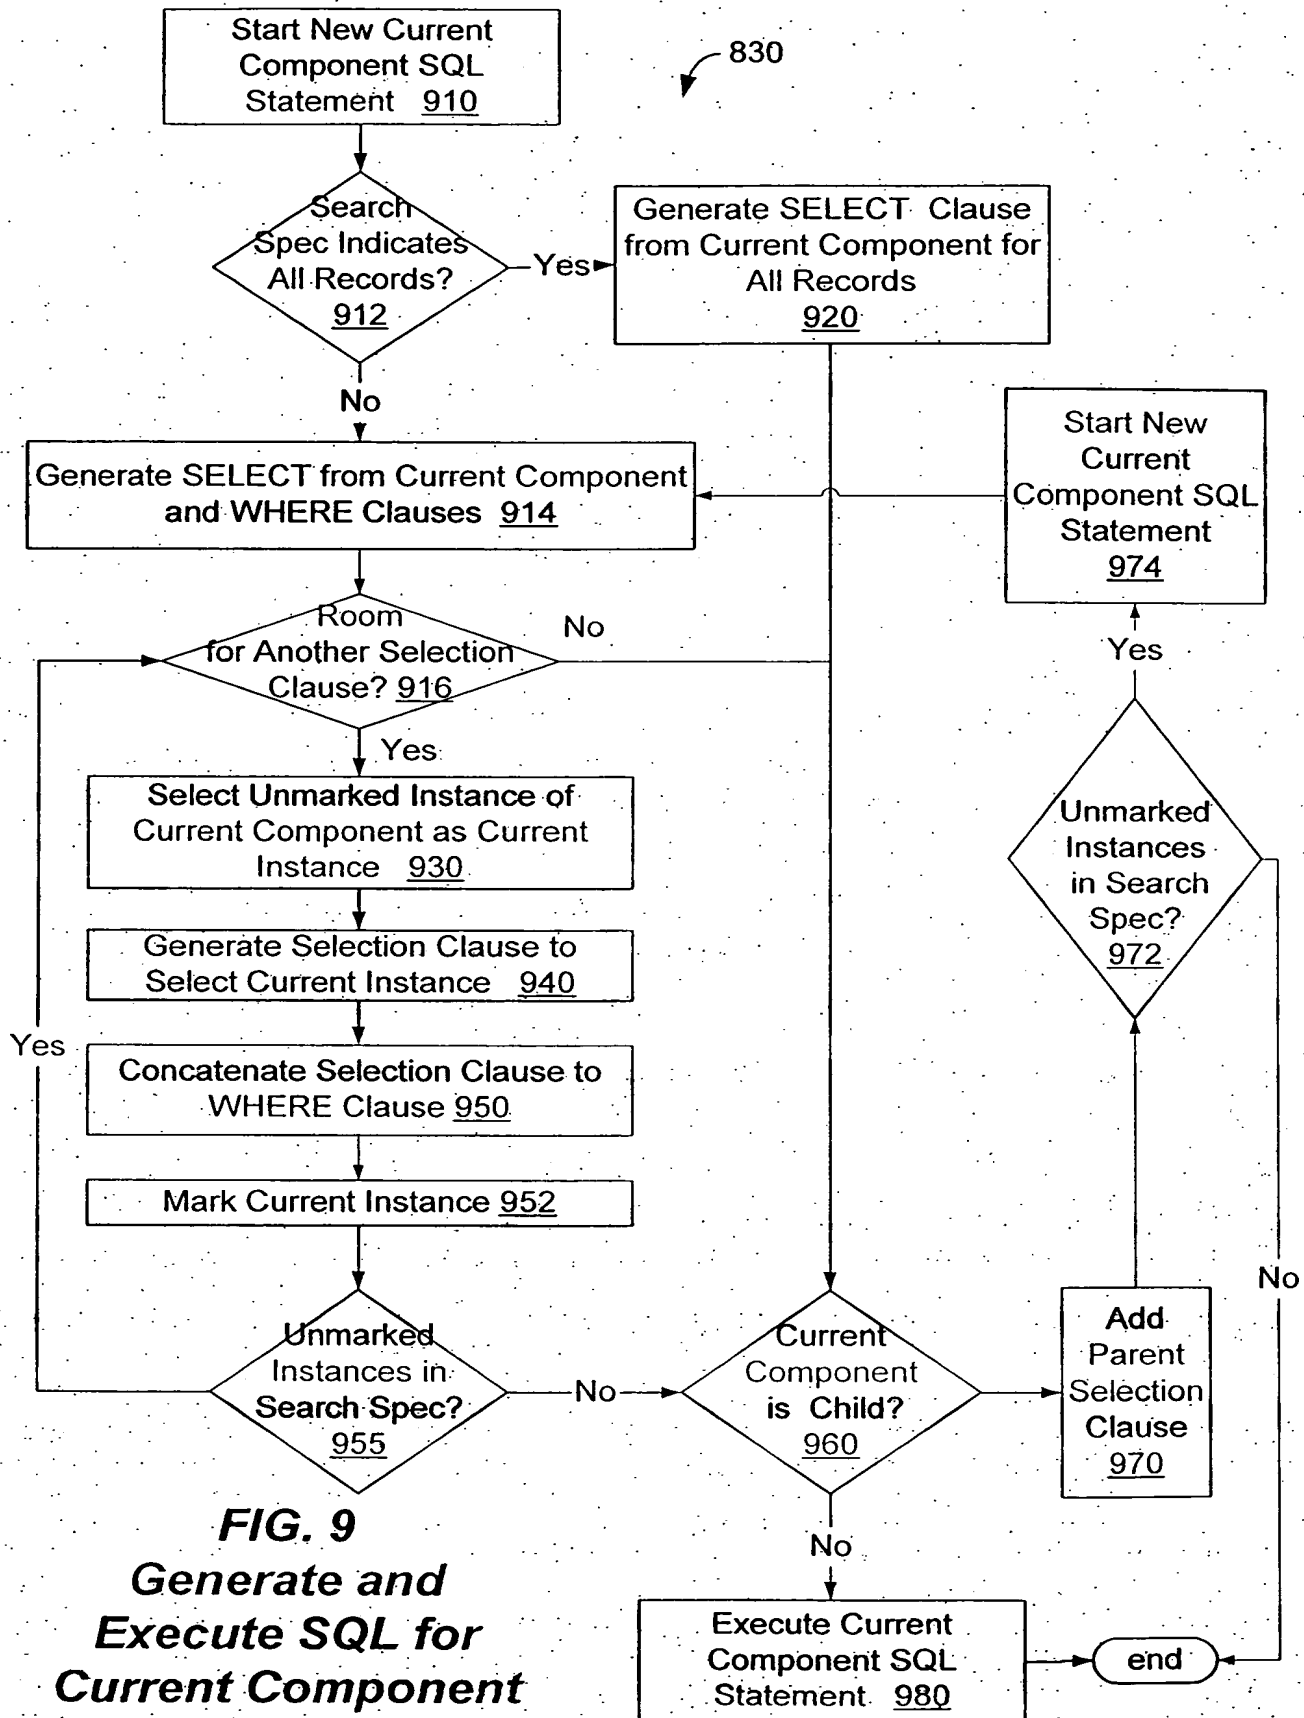 Start New Current
Component SQL
Statement 910
830
Search
Spec Indicates
All Records?
912
Yes
Generate SELECT Clause
from Current Component for
All Records
920
No
Generate SELECT from Current Component
and WHERE Clauses 914
Start New
Current
Component SQL
Statement
974
Room
for Another Selection
Clause? 916
No
Yes
Yes
Select Unmarked Instance of
Current Component as Current
Instance 930
Unmarked
Instances
in Search
Spec?
972
Generate Selection Clause to
Select Current Instance 940
Yes
Concatenate Selection Clause to
WHERE Clause 950
Mark Current Instance 952
No
Unmarked
Instances in
Search Spec?
955
No
Current
Component
is Child?
960
Add
Parent
Selection
Clause
970
No
Execute Current
Component SQL
Statement 980
end
FIG. 9
Generate and
Execute SQL for
Current Component